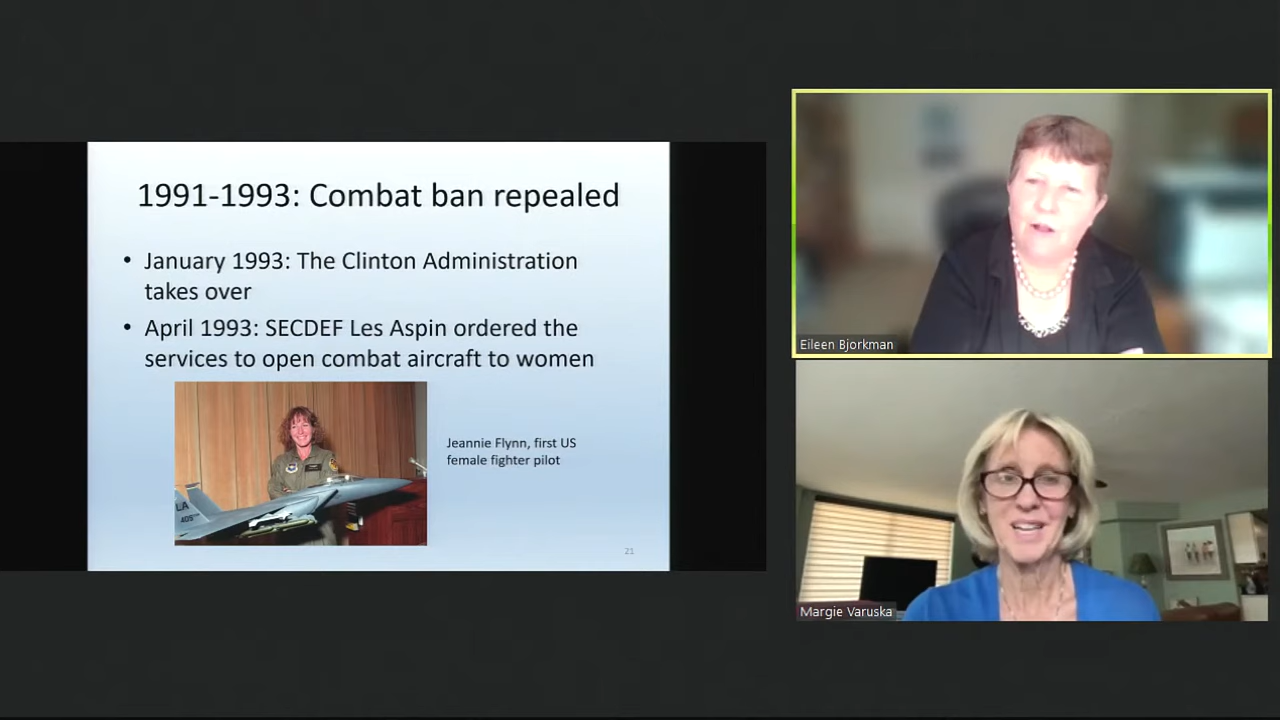 1991-1993: Combat ban repealed
• January 1993: The Clinton Administration
takes over
• April 1993: SECDEF Les Aspin ordered the
services to open combat aircraft to women
LA
Jeannie Flynn, first US
female fighter pilot
21
Eileen Bjorkman
Margie Varuska